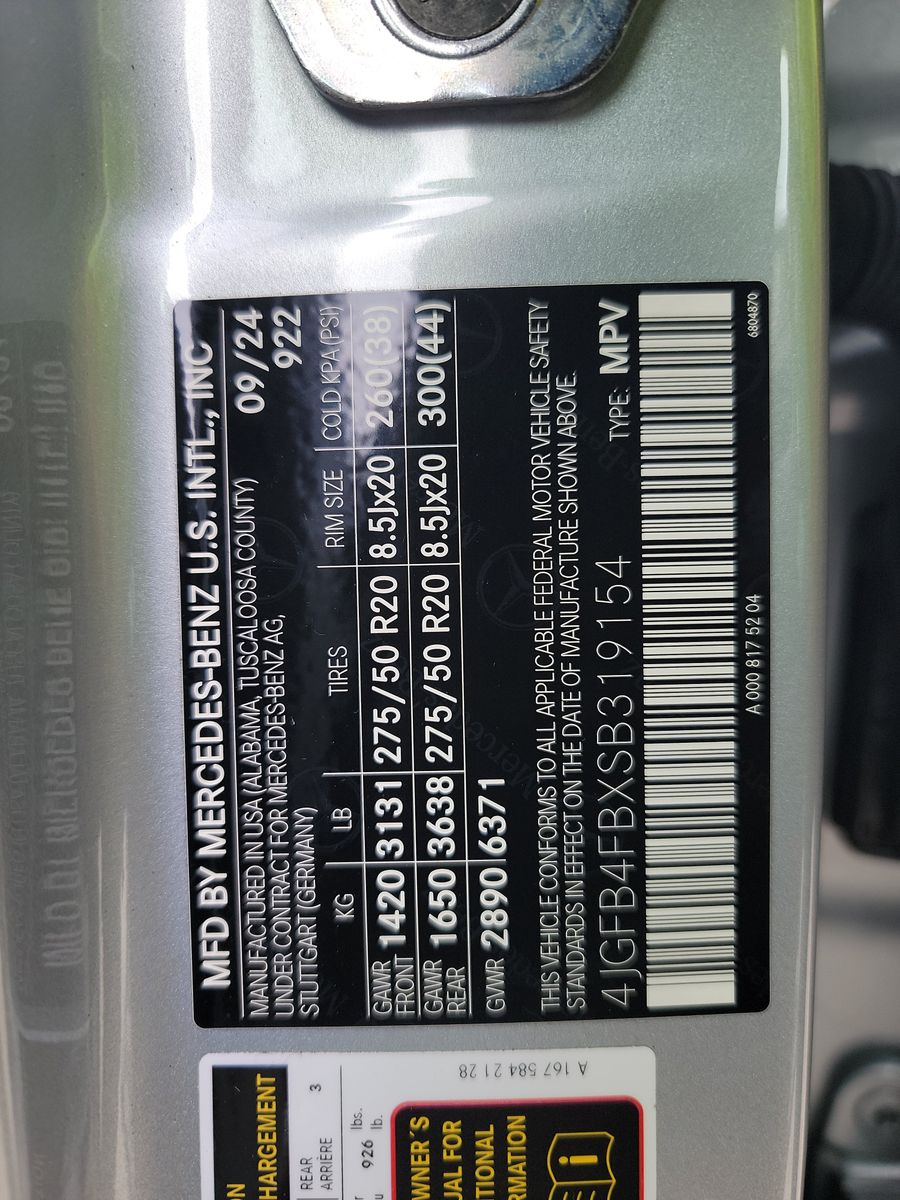 MFD BY MERCEDES-BENZ U.S. INTL., INC
MANUFACTURED IN USA (ALABAMA, TUSCALOOSA COUNTY) 09/24
UNDER CONTRACT FOR MERCEDES-BENZ AG, 922
STUTTGART (GERMANY)
KG LB TIRES RIM SIZE COLD KPA (PSI)
GAWR FRONT 1420 3131 275/50 R20 8.5Jx20 260(38)
GAWR REAR 1650 3638 275/50 R20 8.5Jx20 300(44)
GVWR 2890 6371
THIS VEHICLE CONFORMS TO ALL APPLICABLE FEDERAL MOTOR VEHICLE SAFETY
STANDARDS IN EFFECT ON THE DATE OF MANUFACTURE SHOWN ABOVE.
4JGFB4FBXSB319154 TYPE: MPV
A 000 817 52 04 6804870
HARGEMENT
REAR
ARRIÈRE 3
926 lbs.
lb.
A 167 584 21 28
WNER´S
UAL FOR
TIONAL
ORMATION
i